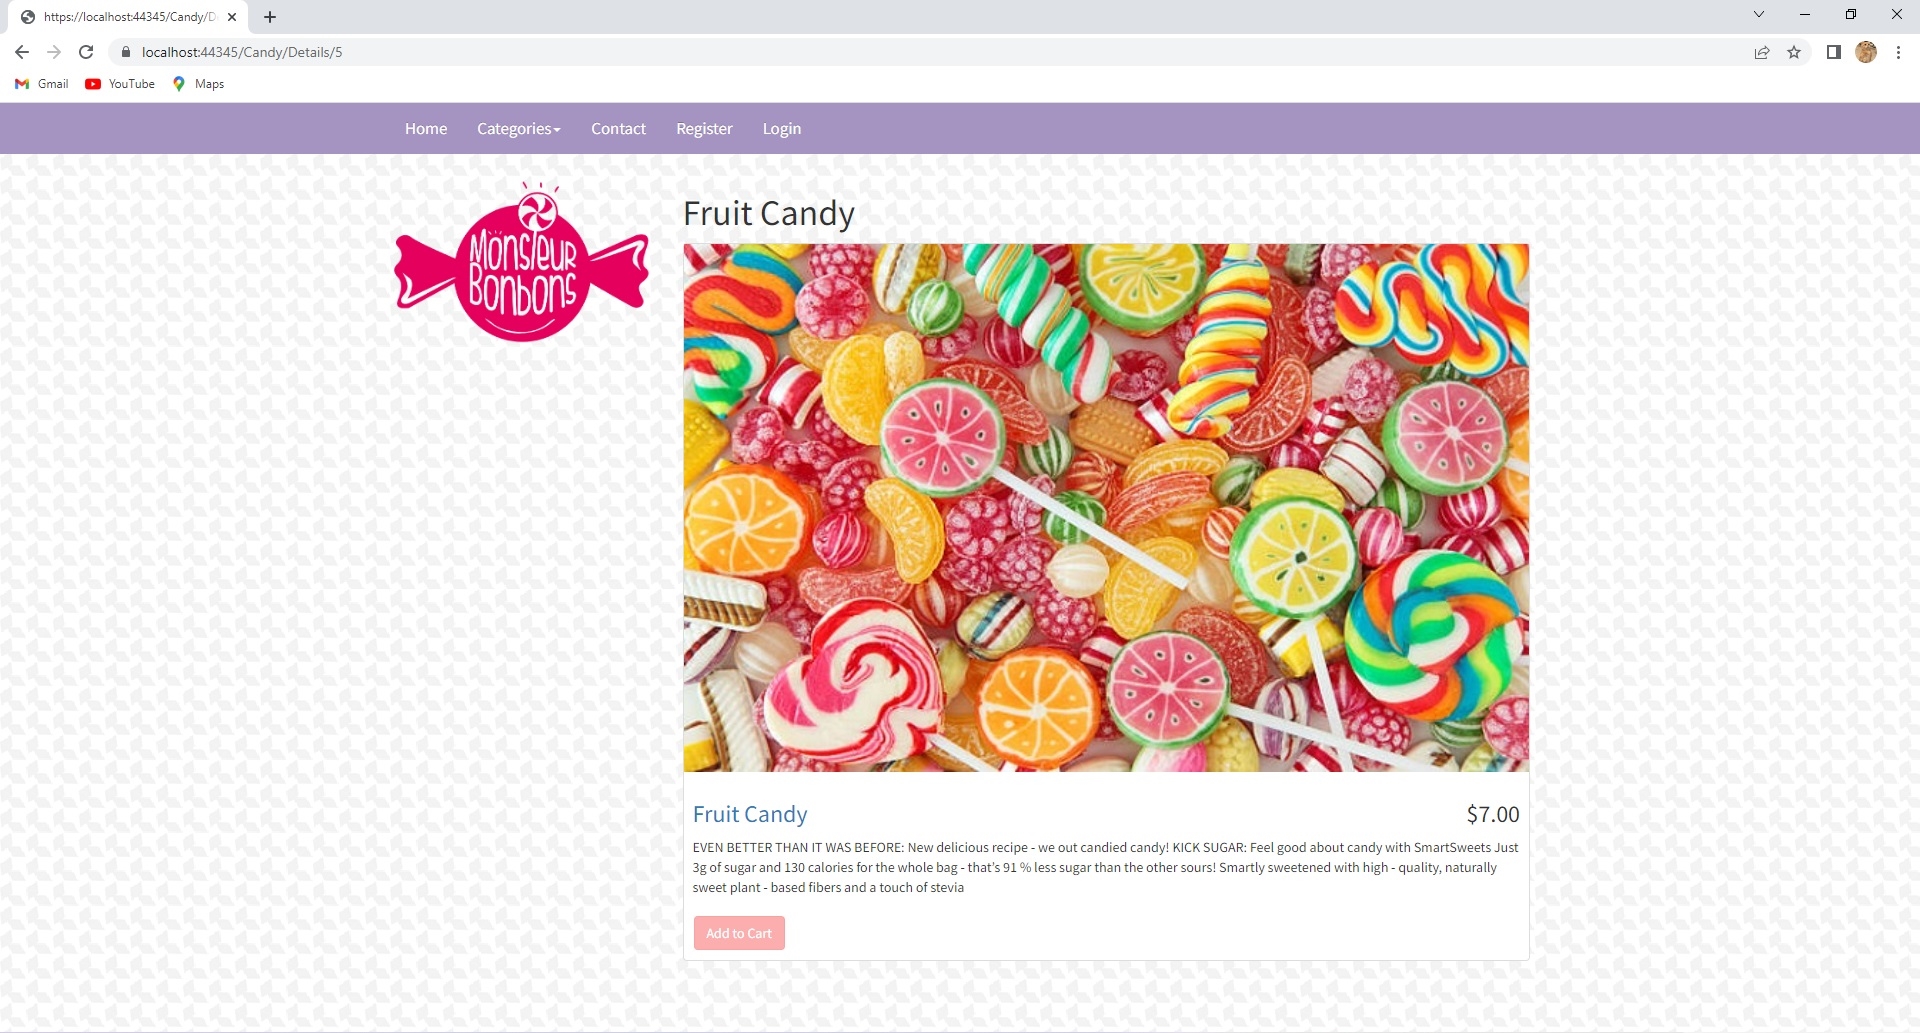 https://localhost:44345/Candy/D
localhost:44345/Candy/Details/5
Gmail YouTube Maps
Home Categories Contact Register Login
Monsieur
Bonbons
Fruit Candy
Fruit Candy $7.00
EVEN BETTER THAN IT WAS BEFORE: New delicious recipe - we out candied candy! KICK SUGAR: Feel good about candy with SmartSweets Just
3g of sugar and 130 calories for the whole bag - that's 91 % less sugar than the other sours! Smartly sweetened with high - quality, naturally
sweet plant - based fibers and a touch of stevia
Add to Cart